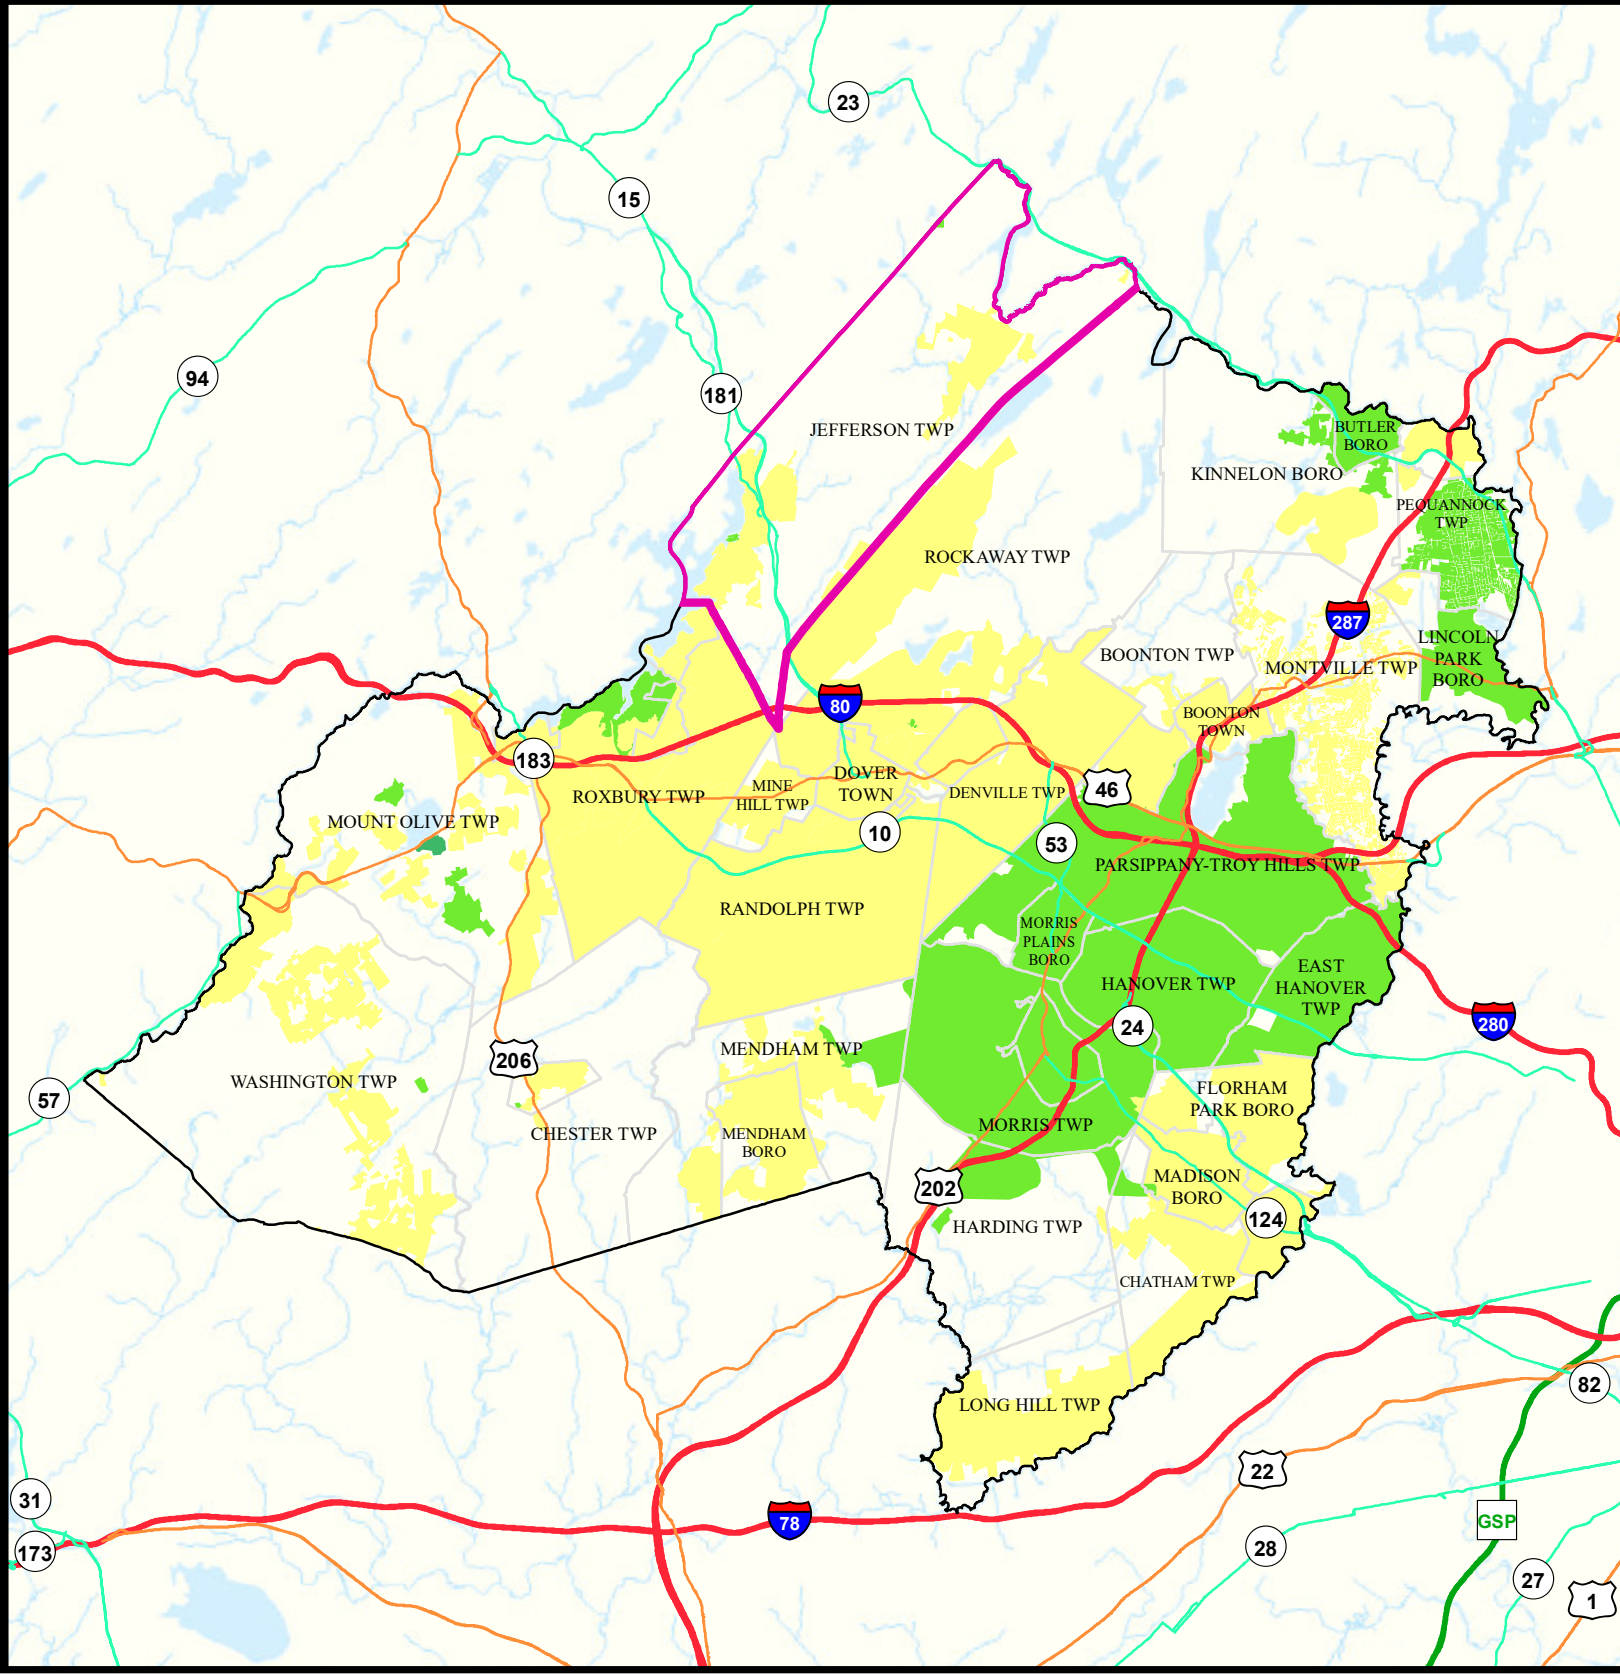 23
15
94
181
JEFFERSON TWP
BUTLER
BORO
KINNELON BORO
PEQUANNOCK
TWP
ROCKAWAY TWP
287
LINCOLN
PARK
BORO
BOONTON TWP
MONTVILLE TWP
80
BOONTON
TOWN
183
DOVER
TOWN
MINE
HILL TWP
ROXBURY TWP
DENVILLE TWP
46
MOUNT OLIVE TWP
10
53
PARSIPPANY-TROY HILLS TWP
RANDOLPH TWP
MORRIS
PLAINS
BORO
EAST
HANOVER
TWP
HANOVER TWP
24
280
206
MENDHAM TWP
WASHINGTON TWP
57
FLORHAM
PARK BORO
MORRIS TWP
CHESTER TWP
MENDHAM
BORO
202
MADISON
BORO
124
HARDING TWP
CHATHAM TWP
82
LONG HILL TWP
22
31
78
GSP
173
28
27
1